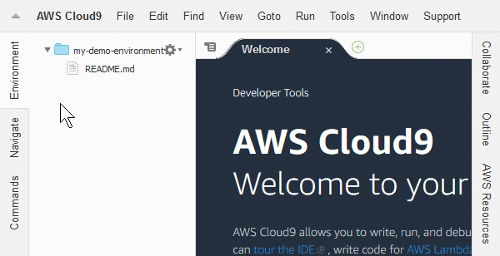 AWS Cloud9 File Edit Find View Goto Run Tools Window Support
Environment
Navigate
Commands
my-demo-environment
README.md
Welcome
Developer Tools
AWS Cloud9
Welcome to your
AWS Cloud9 allows you to write, run, and debu
can tour the IDE, write code for AWS Lambda
Collaborate
Outline
AWS Resources